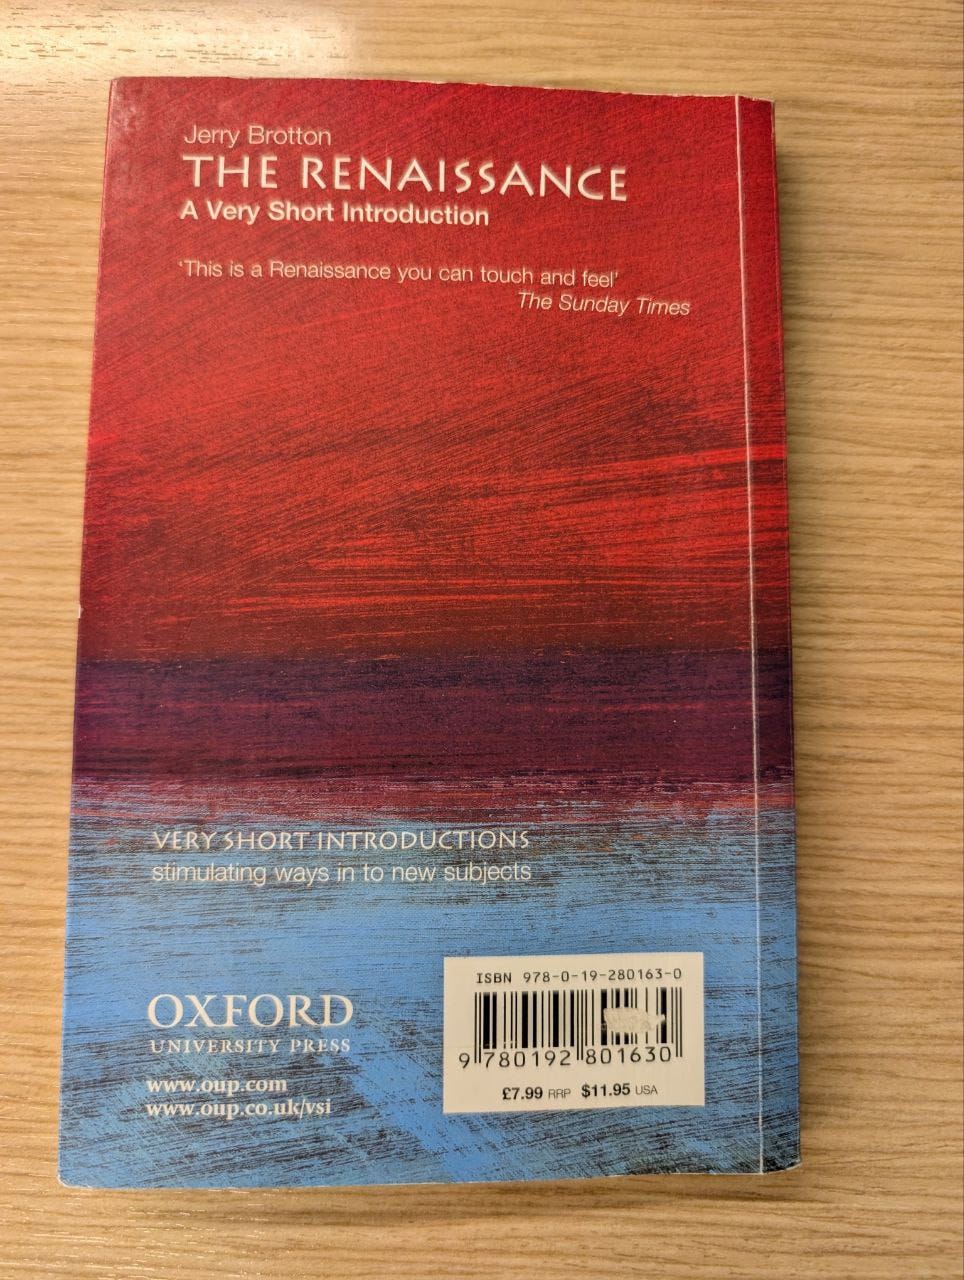 Jerry Brotton
THE RENAISSANCE
A Very Short Introduction
‘This is a Renaissance you can touch and feel’
The Sunday Times
VERY SHORT INTRODUCTIONS
stimulating ways in to new subjects
OXFORD
UNIVERSITY PRESS
www.oup.com
www.oup.co.uk/vsi
ISBN 978-0-19-280163-0
9 780192 801630
£7.99 RRP $11.95 USA